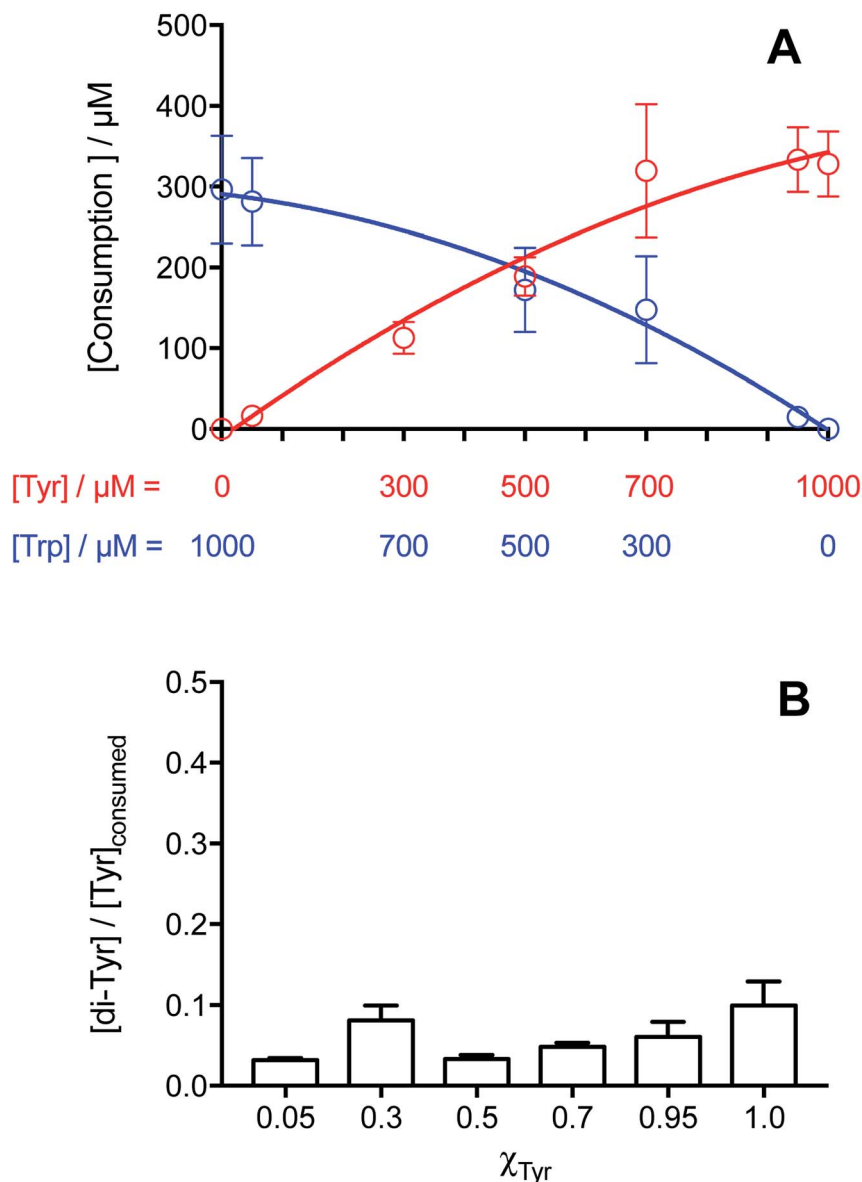 A
500
400
300
200
100
0
[Consumption ] / µM
[Tyr] / µM = 0 300 500 700 1000
[Trp] / µM = 1000 700 500 300 0
B
0.5
0.4
0.3
0.2
0.1
0.0
[di-Tyr] / [Tyr]consumed
0.05 0.3 0.5 0.7 0.95 1.0
χTyr